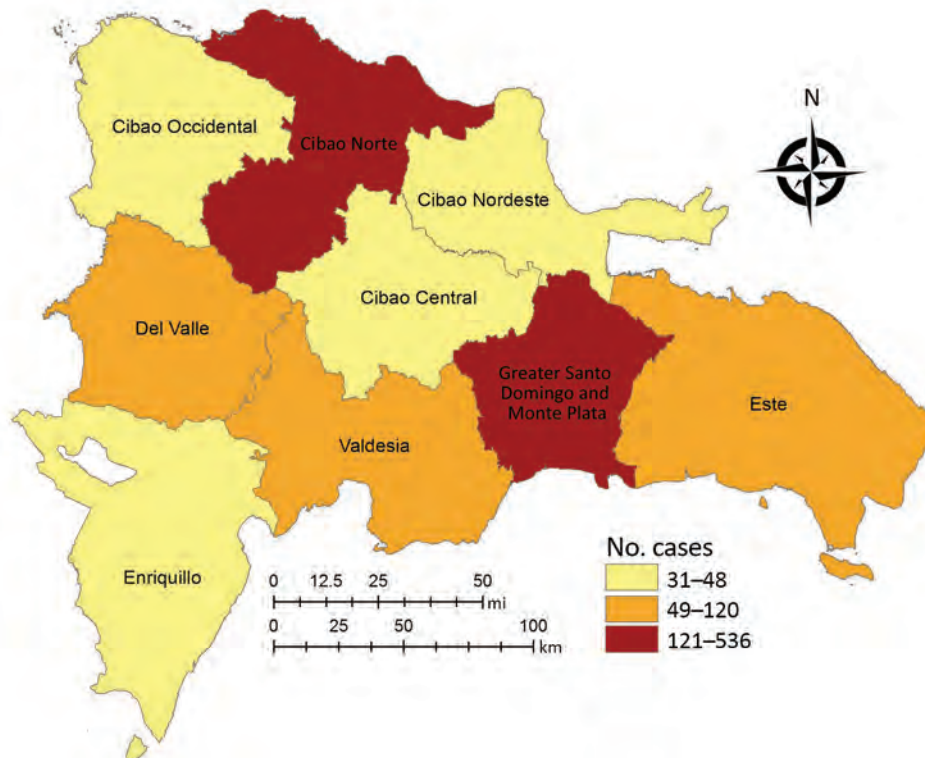 N
Cibao Occidental
Cibao Norte
Cibao Nordeste
Cibao Central
Del Valle
Greater Santo
Domingo and
Monte Plata
Este
Valdesia
Enriquillo
No. cases
31–48
49–120
121–536
0 12.5 25 50
mi
0 25 50 100
km